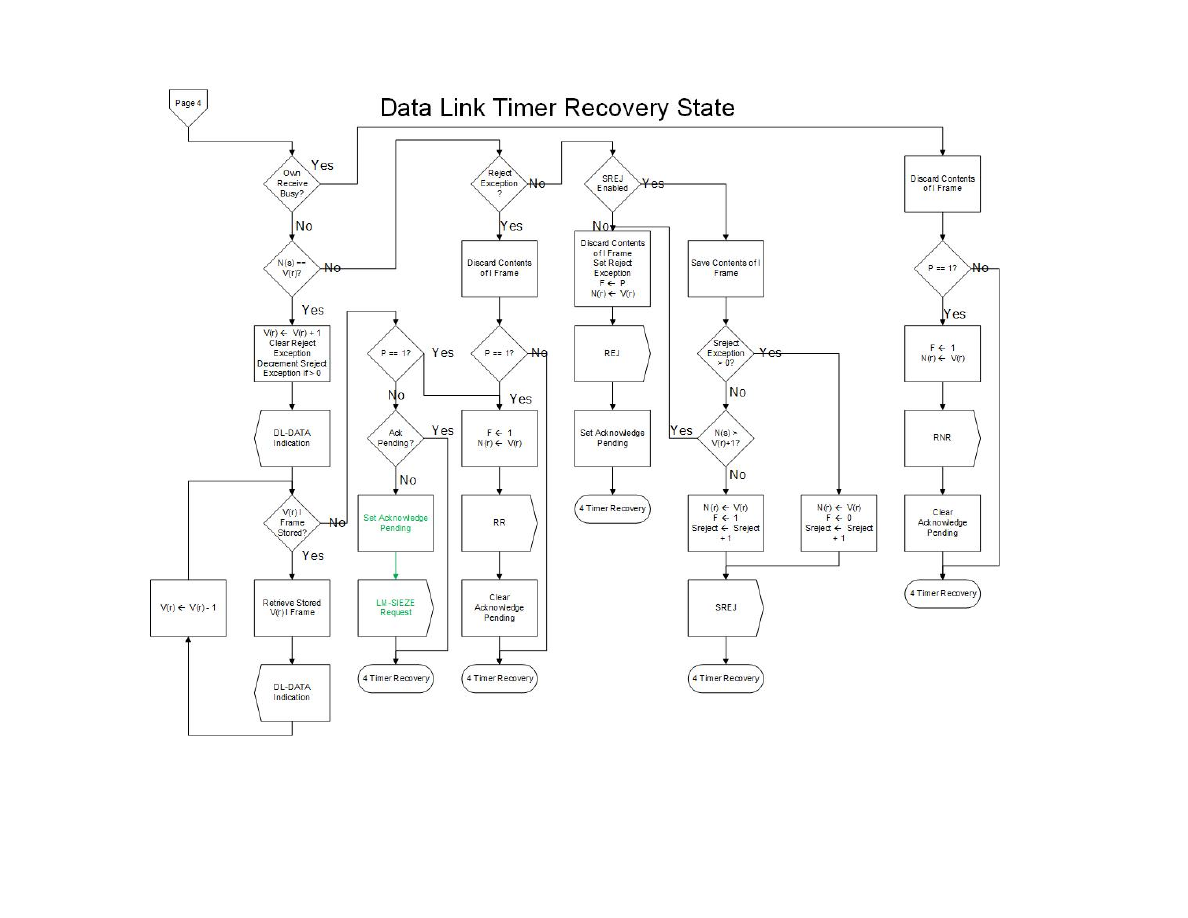 Page 4
Data Link Timer Recovery State
Own
Receive
Busy?
Yes
No
N(s) ==
V(r)?
No
Yes
V(r) ← V(r) + 1
Clear Reject
Exception
Decrement Sreject
Exception if > 0
DL-DATA
Indication
V(r) I
Frame
Stored?
No
Yes
Retrieve Stored
V(r) I Frame
DL-DATA
Indication
V(r) ← V(r) - 1
P == 1?
Yes
No
Ack
Pending?
Yes
No
Set Acknowledge
Pending
LM-SIEZE
Request
4 Timer Recovery
Reject
Exception
?
No
Yes
Discard Contents
of I Frame
P == 1?
No
Yes
F ← 1
N(r) ← V(r)
RR
Clear
Acknowledge
Pending
4 Timer Recovery
SREJ
Enabled
Yes
No
Discard Contents
of I Frame
Set Reject
Exception
F ← P
N(r) ← V(r)
REJ
Set Acknowledge
Pending
4 Timer Recovery
Save Contents of I
Frame
Sreject
Exception
> 0?
Yes
No
N(s) >
V(r)+1?
Yes
No
N(r) ← V(r)
F ← 1
Sreject ← Sreject
+ 1
N(r) ← V(r)
F ← 0
Sreject ← Sreject
+ 1
SREJ
4 Timer Recovery
Discard Contents
of I Frame
P == 1?
No
Yes
F ← 1
N(r) ← V(r)
RNR
Clear
Acknowledge
Pending
4 Timer Recovery